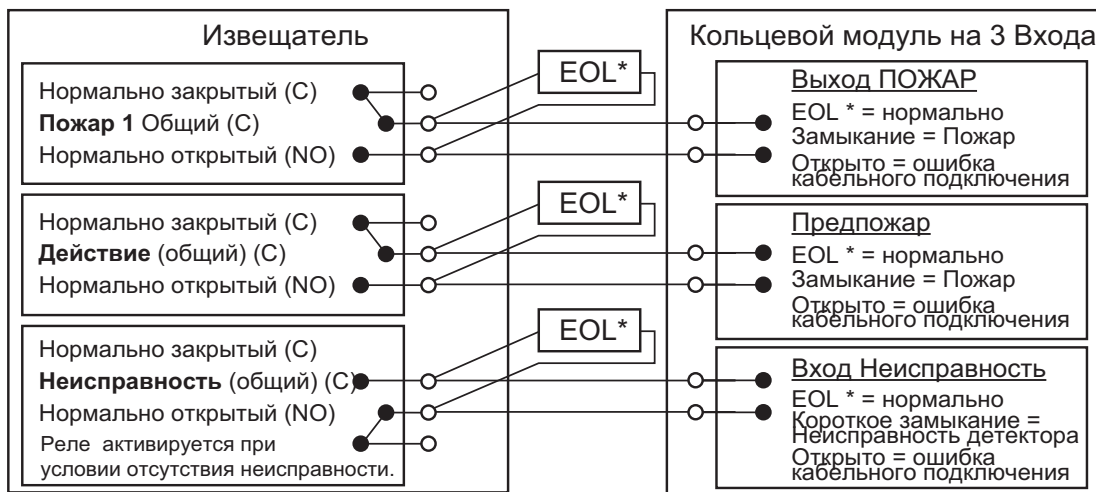 Извещатель
Нормально закрытый (C)
Пожар 1 Общий (C)
Нормально открытый (NO)
EOL*
Нормально закрытый (C)
Действие (общий) (C)
Нормально открытый (NO)
EOL*
Нормально закрытый (C)
Неисправность (общий) (C)
Нормально открытый (NO)
Реле активируется при
условии отсутствия неисправности.
EOL*
Кольцевой модуль на 3 Входа
Выход ПОЖАР
EOL * = нормально
Замыкание = Пожар
Открыто = ошибка
кабельного подключения
Предпожар
EOL * = нормально
Замыкание = Пожар
Открыто = ошибка
кабельного подключения
Вход Неисправность
EOL * = нормально
Короткое замыкание =
Неисправность детектора
Открыто = ошибка
кабельного подключения